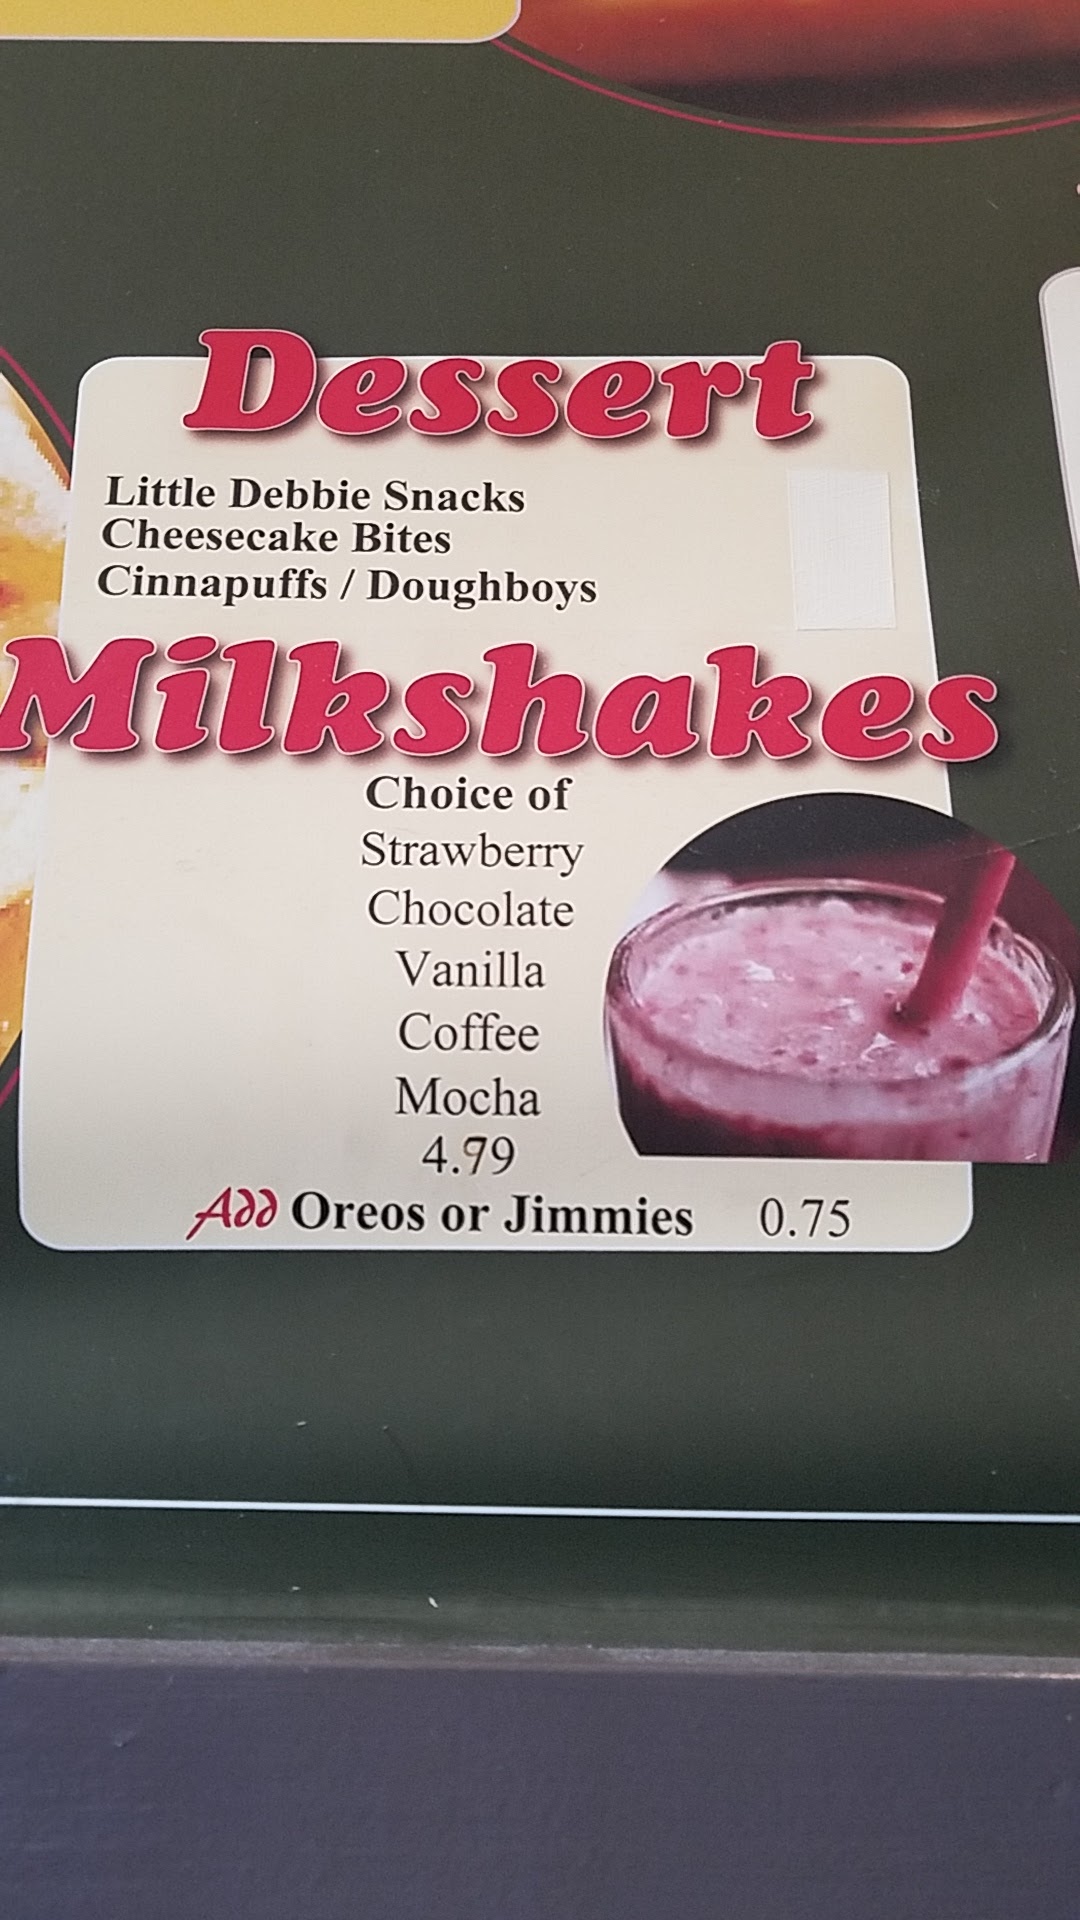 Dessert
Little Debbie Snacks
Cheesecake Bites
Cinnapuffs / Doughboys
Milkshakes
Choice of
Strawberry
Chocolate
Vanilla
Coffee
Mocha
4.99
Add Oreos or Jimmies 0.75